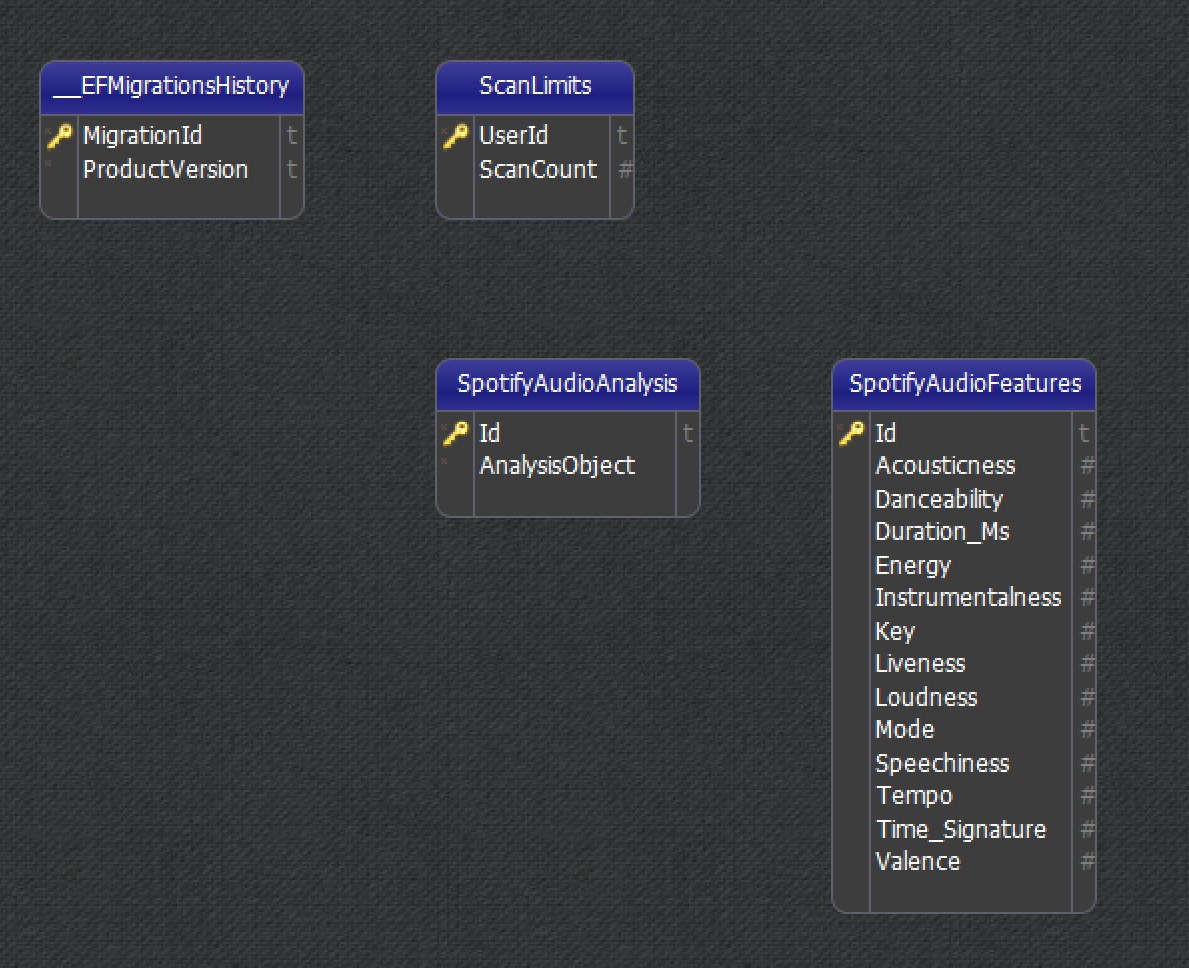 __EFMigrationsHistory
MigrationId t
ProductVersion t
ScanLimits
UserId t
ScanCount #
SpotifyAudioAnalysis
Id t
AnalysisObject
SpotifyAudioFeatures
Id t
Acousticness #
Danceability #
Duration_Ms #
Energy #
Instrumentalness #
Key #
Liveness #
Loudness #
Mode #
Speechiness #
Tempo #
Time_Signature #
Valence #